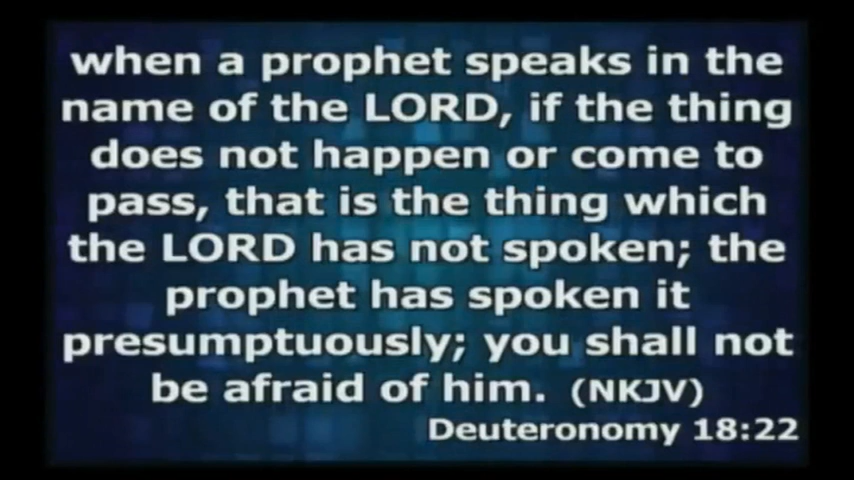 when a prophet speaks in the
name of the LORD, if the thing
does not happen or come to
pass, that is the thing which
the LORD has not spoken; the
prophet has spoken it
presumptuously; you shall not
be afraid of him. (NKJV)
Deuteronomy 18:22